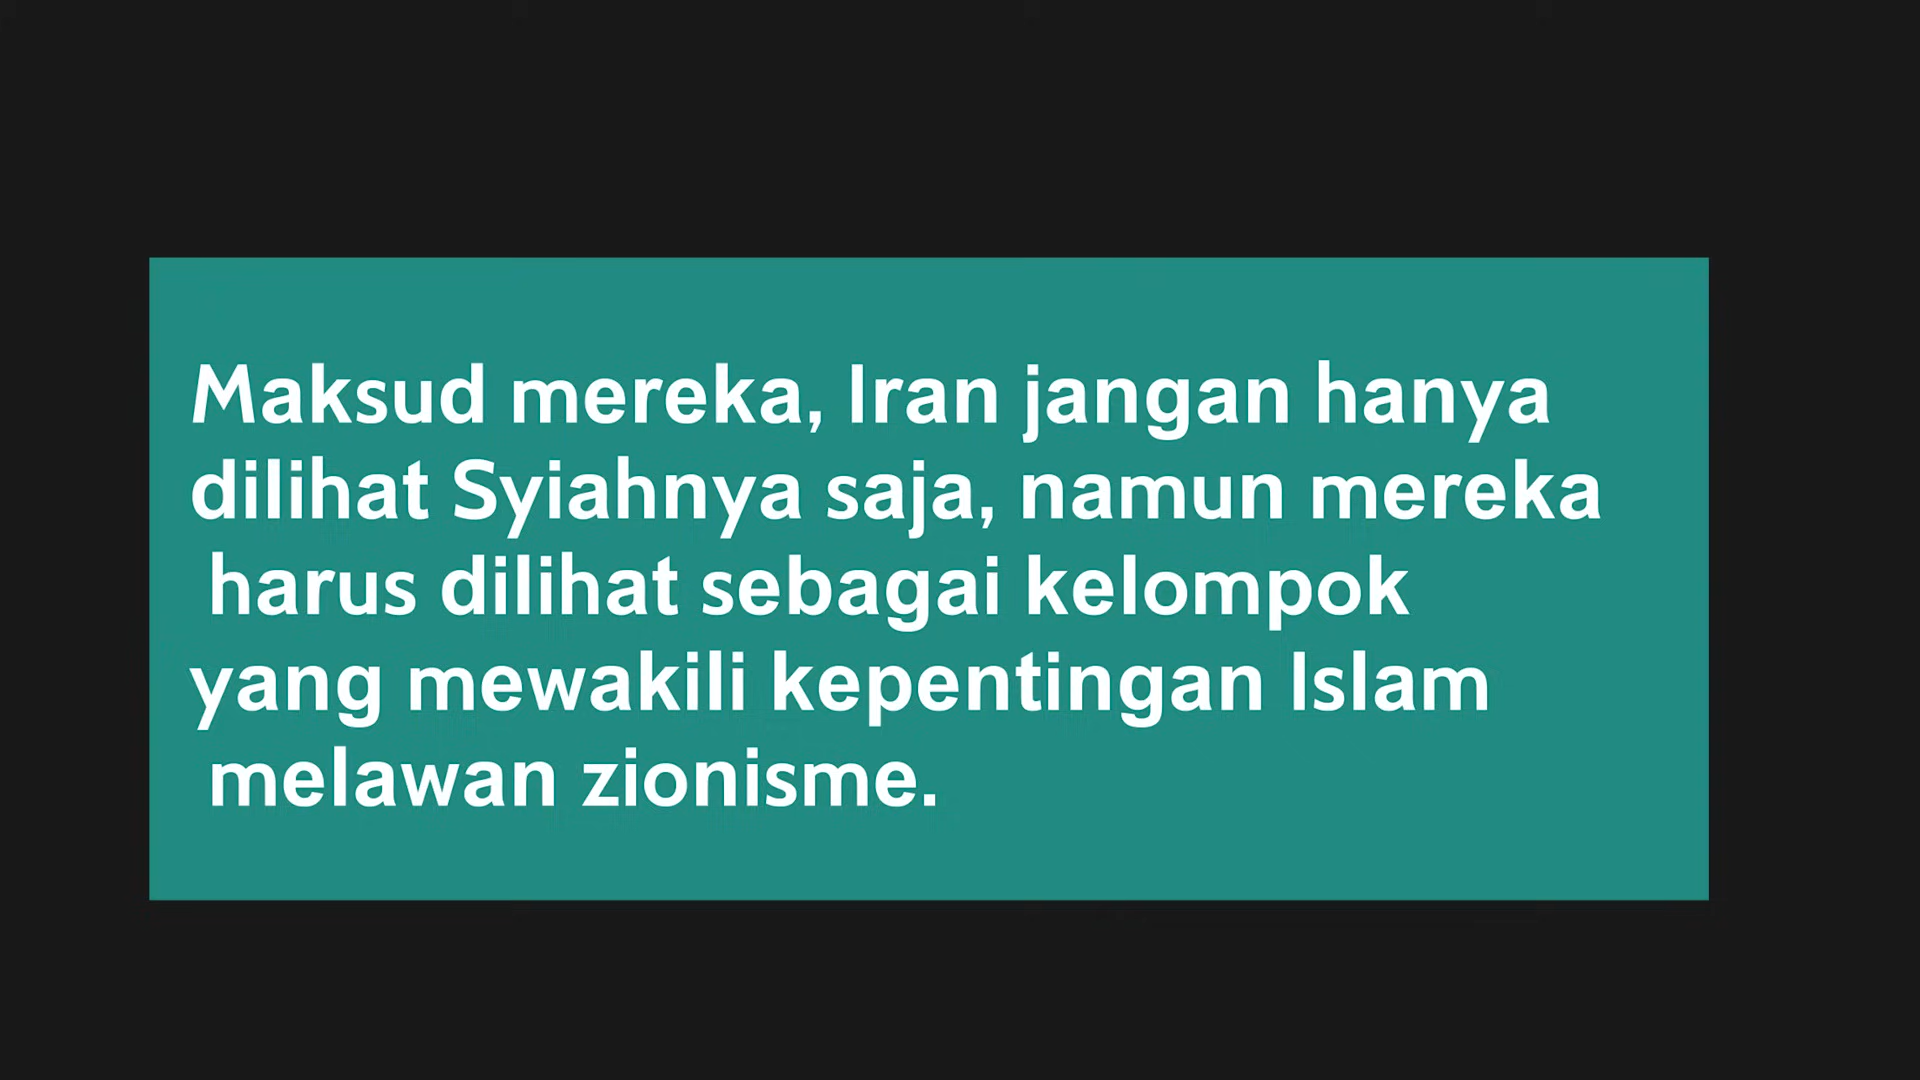 Maksud mereka, Iran jangan hanya
dilihat Syiahnya saja, namun mereka
harus dilihat sebagai kelompok
yang mewakili kepentingan Islam
melawan zionisme.